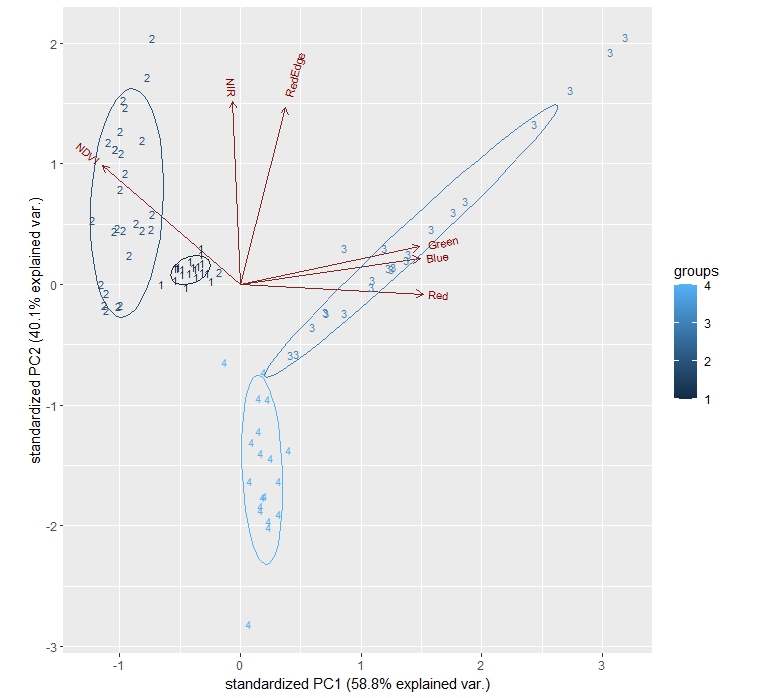 standardized PC2 (40.1% explained var.)
2
1
0
-1
-2
-3
NDVI
NIR
RedEdge
Green
Blue
Red
-1
0
1
2
3
standardized PC1 (58.8% explained var.)
groups
4
3
2
1